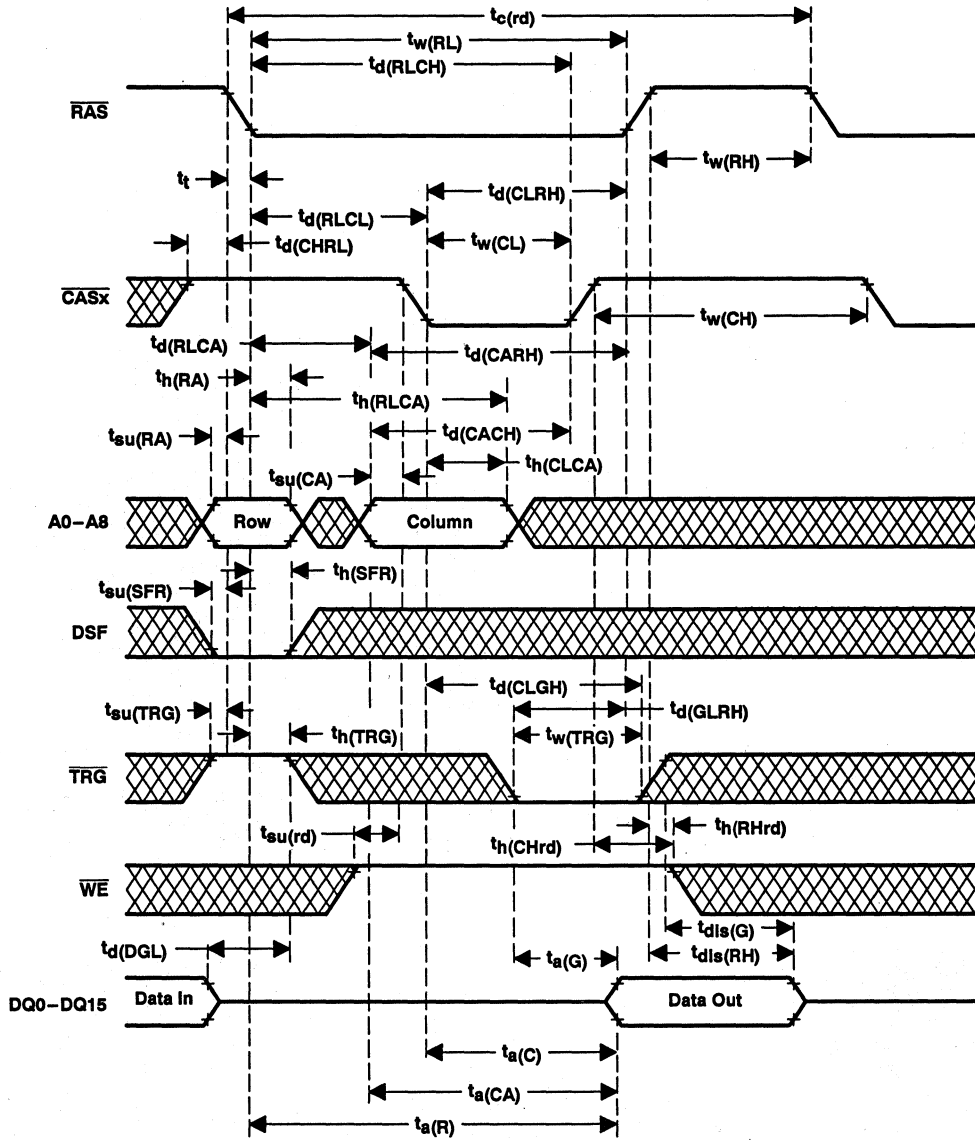 tc(rd)
tw(RL)
td(RLCH)
RAS
tw(RH)
tt
td(CLRH)
td(RLCL)
td(CHRL)
tw(CL)
CASx
tw(CH)
td(RLCA)
td(CARH)
th(RA)
th(RLCA)
tsu(RA)
td(CACH)
tsu(CA)
th(CLCA)
A0–A8
Row
Column
th(SFR)
tsu(SFR)
DSF
td(CLGH)
tsu(TRG)
td(GLRH)
th(TRG)
tw(TRG)
TRG
tsu(rd)
th(RHrd)
th(CHrd)
WE
tdis(G)
td(DGL)
ta(G)
tdis(RH)
DQ0–DQ15
Data In
Data Out
ta(C)
ta(CA)
ta(R)